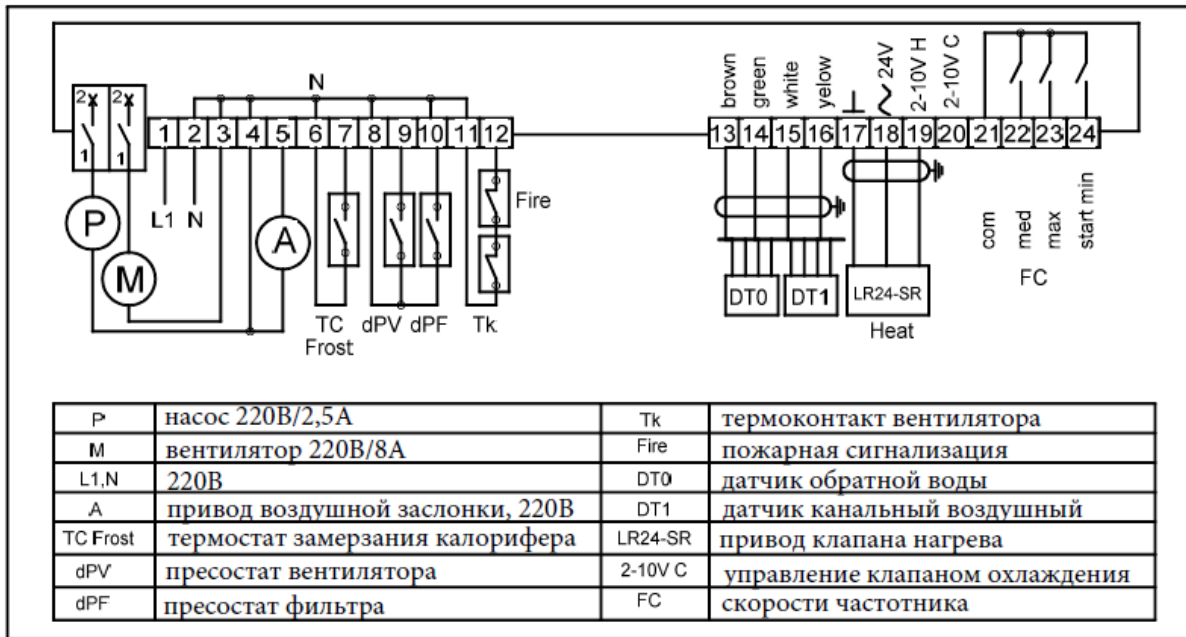 N
brown
green
white
yelow
24V
2-10V H
2-10V C
2 2
1 2 3 4 5 6 7 8 9 10 11 12
13 14 15 16 17 18 19 20 21 22 23 24
1 1
P
L1 N
A
M
Fire
TC
Frost
dPV
dPF
Tk
DT0
DT1
LR24-SR
Heat
com
med
max
start min
FC
P насос 220В/2,5А Tk термоконтакт вентилятора
M вентилятор 220В/8А Fire пожарная сигнализация
L1,N 220В DT0 датчик обратной воды
A привод воздушной заслонки, 220В DT1 датчик канальный воздушный
TC Frost термостат замерзания калорифера LR24-SR привод клапана нагрева
dPV пресостат вентилятора 2-10V C управление клапаном охлаждения
dPF пресостат фильтра FC скорости частотника